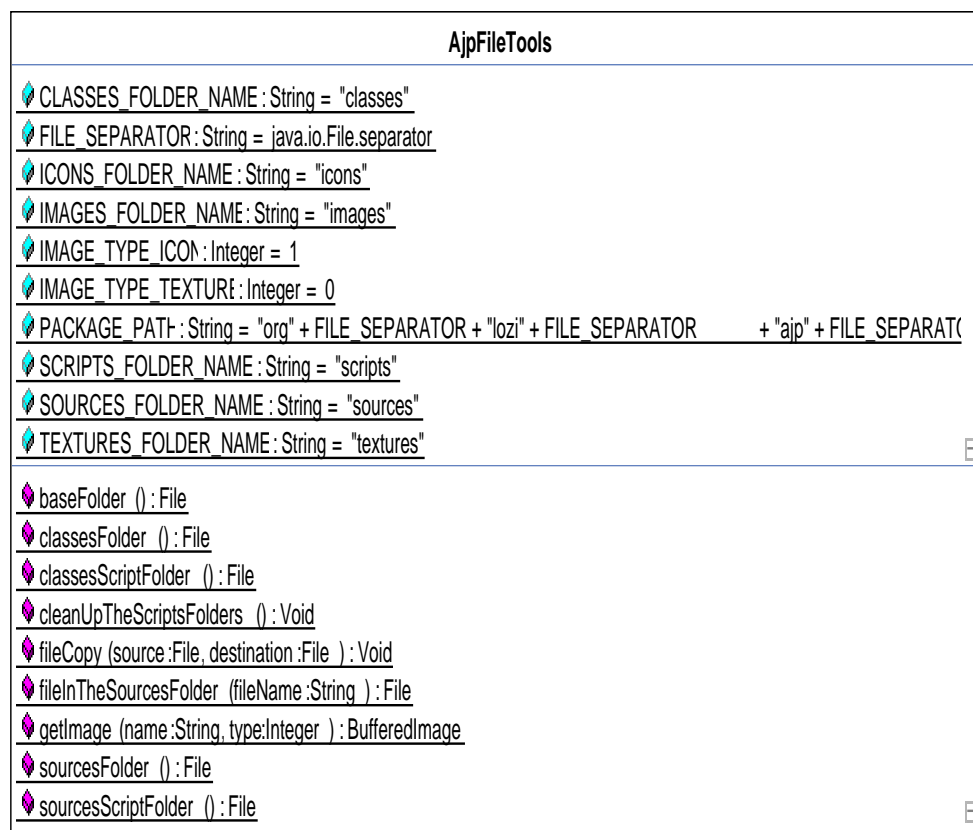 AjpFileTools
CLASSES_FOLDER_NAME : String = "classes"
FILE_SEPARATOR : String = java.io.File.separator
ICONS_FOLDER_NAME : String = "icons"
IMAGES_FOLDER_NAME : String = "images"
IMAGE_TYPE_ICON : Integer = 1
IMAGE_TYPE_TEXTURE : Integer = 0
PACKAGE_PATH : String = "org" + FILE_SEPARATOR + "lozi" + FILE_SEPARATOR + "ajp" + FILE_SEPARATO
SCRIPTS_FOLDER_NAME : String = "scripts"
SOURCES_FOLDER_NAME : String = "sources"
TEXTURES_FOLDER_NAME : String = "textures"
baseFolder () : File
classesFolder () : File
classesScriptFolder () : File
cleanUpTheScriptsFolders () : Void
fileCopy (source :File, destination :File ) : Void
fileInTheSourcesFolder (fileName :String ) : File
getImage (name :String, type:Integer ) : BufferedImage
sourcesFolder () : File
sourcesScriptFolder () : File